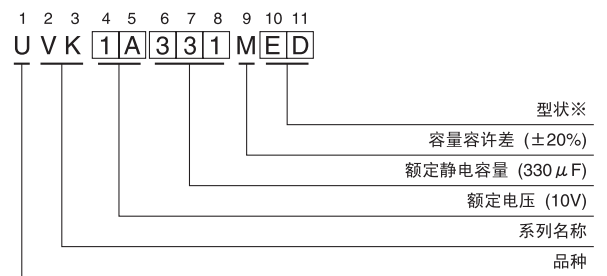 1 2 3 4 5 6 7 8 9 10 11
U V K 1 A 3 3 1 M E D
型状※
容量容许差 (±20%)
额定静电容量 (330μF)
额定电压 (10V)
系列名称
品种